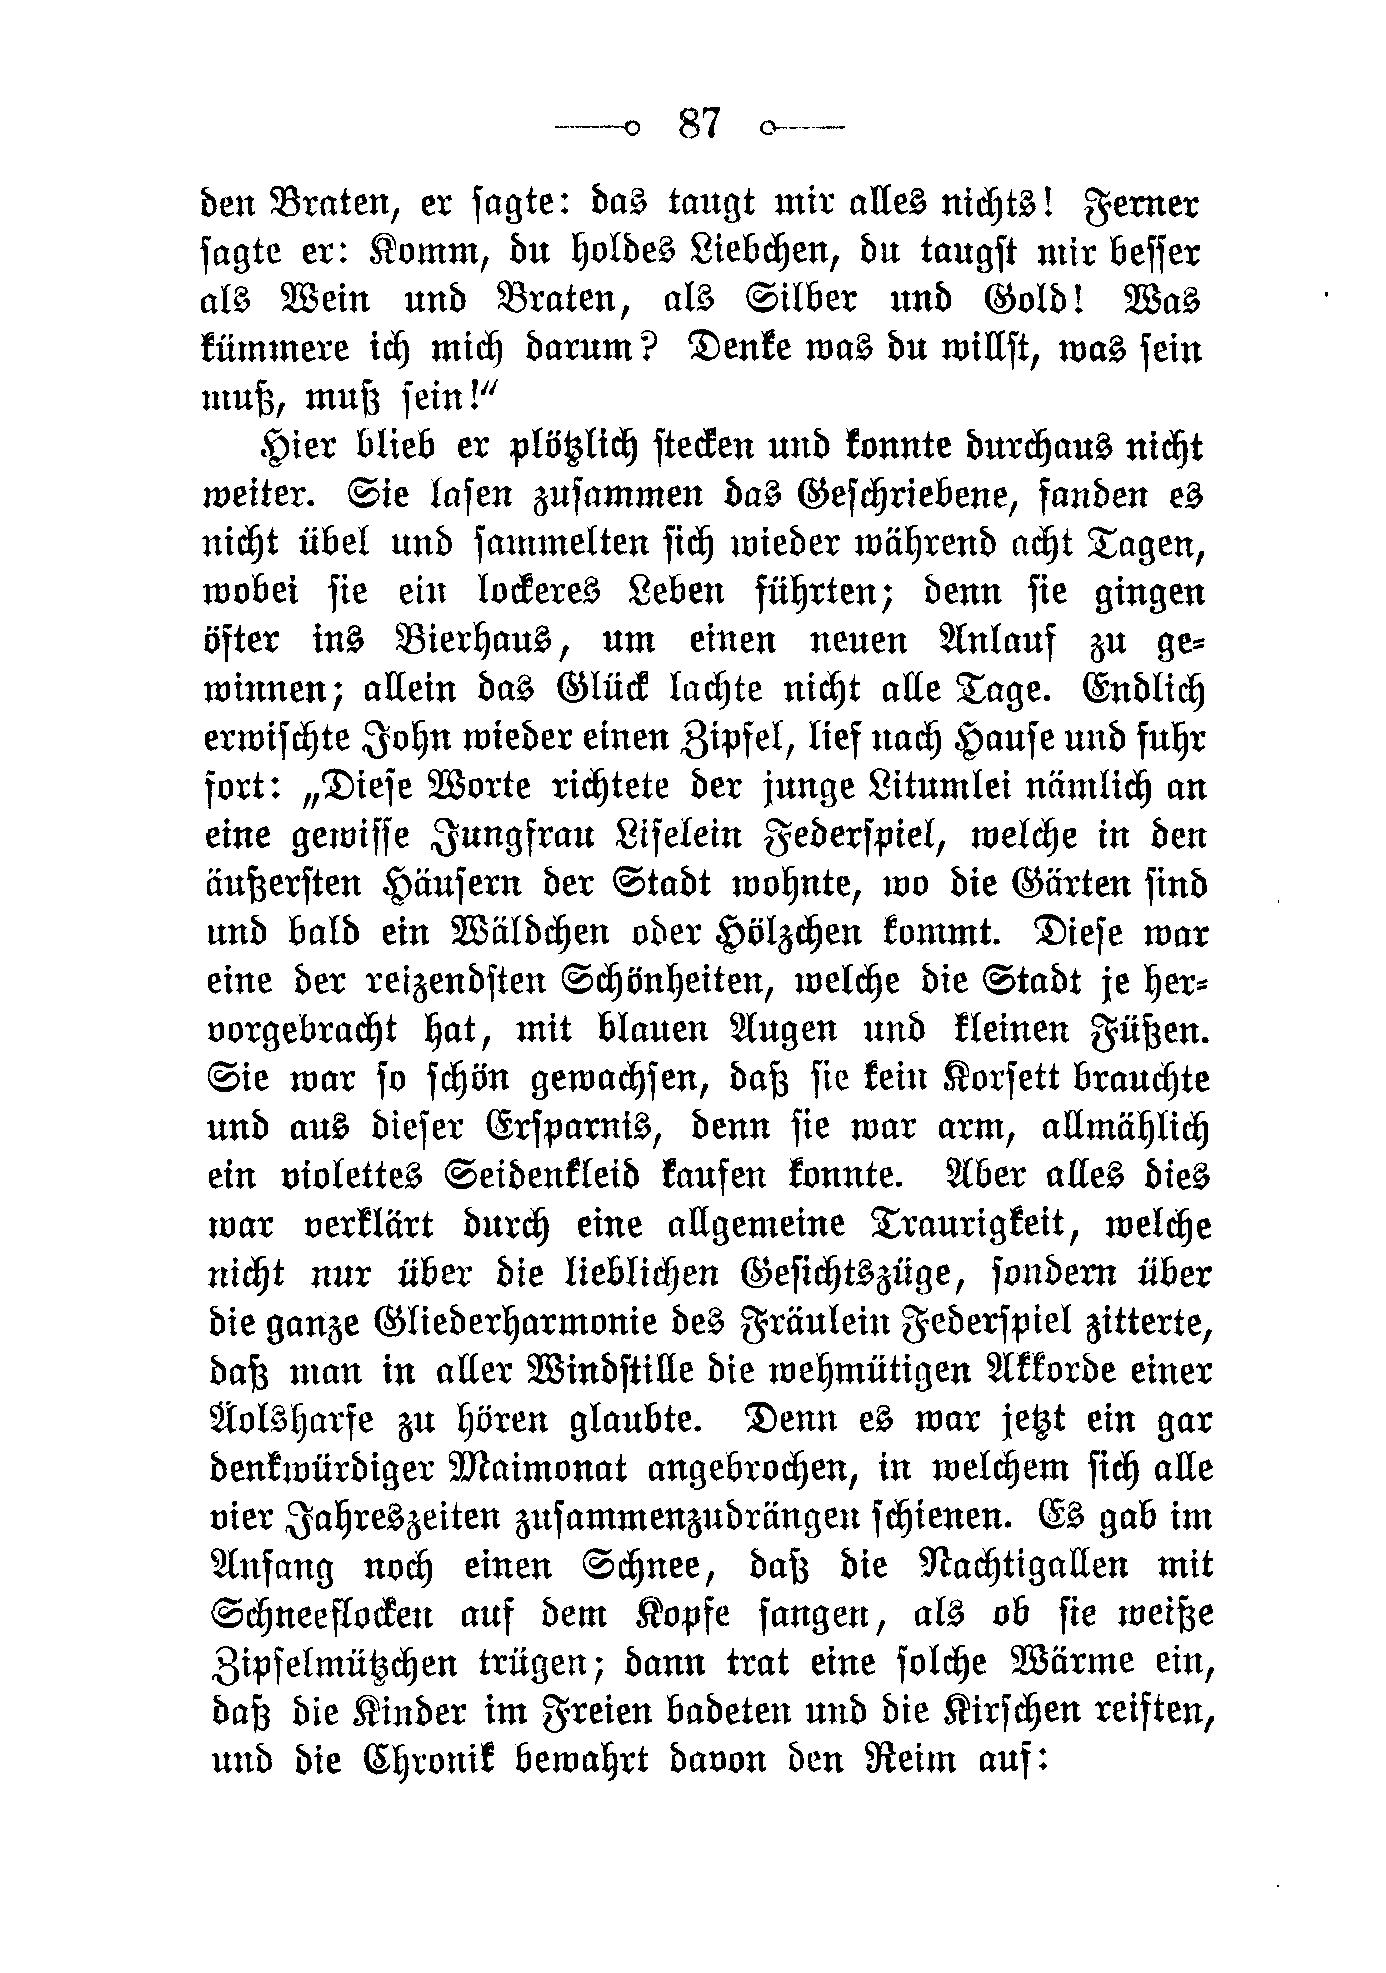 87
den Braten, er sagte: das taugt mir alles nichts! Ferner
sagte er: Komm, du holdes Liebchen, du taugst mir besser
als Wein und Braten, als Silber und Gold! Was
kümmere ich mich darum? Denke was du willst, was sein
muß, muß sein!“
Hier blieb er plötzlich stecken und konnte durchaus nicht
weiter. Sie lasen zusammen das Geschriebene, fanden es
nicht übel und sammelten sich wieder während acht Tagen,
wobei sie ein lockeres Leben führten; denn sie gingen
öfter ins Bierhaus, um einen neuen Anlauf zu ge-
winnen; allein das Glück lachte nicht alle Tage. Endlich
erwischte John wieder einen Zipfel, lief nach Hause und fuhr
fort: „Diese Worte richtete der junge Litumlei nämlich an
eine gewisse Jungfrau Liselein Federspiel, welche in den
äußersten Häusern der Stadt wohnte, wo die Gärten sind
und bald ein Wäldchen oder Hölzchen kommt. Diese war
eine der reizendsten Schönheiten, welche die Stadt je her-
vorgebracht hat, mit blauen Augen und kleinen Füßen.
Sie war so schön gewachsen, daß sie kein Korsett brauchte
und aus dieser Ersparnis, denn sie war arm, allmählich
ein violettes Seidenkleid kaufen konnte. Aber alles dies
war verklärt durch eine allgemeine Traurigkeit, welche
nicht nur über die lieblichen Gesichtszüge, sondern über
die ganze Gliederharmonie des Fräulein Federspiel zitterte,
daß man in aller Windstille die wehmütigen Akkorde einer
Äolsharfe zu hören glaubte. Denn es war jetzt ein gar
denkwürdiger Maimonat angebrochen, in welchem sich alle
vier Jahreszeiten zusammenzudrängen schienen. Es gab im
Anfang noch einen Schnee, daß die Nachtigallen mit
Schneeflocken auf dem Kopfe sangen, als ob sie weiße
Zipfelmützchen trügen; dann trat eine solche Wärme ein,
daß die Kinder im Freien badeten und die Kirschen reiften,
und die Chronik bewahrt davon den Reim auf: